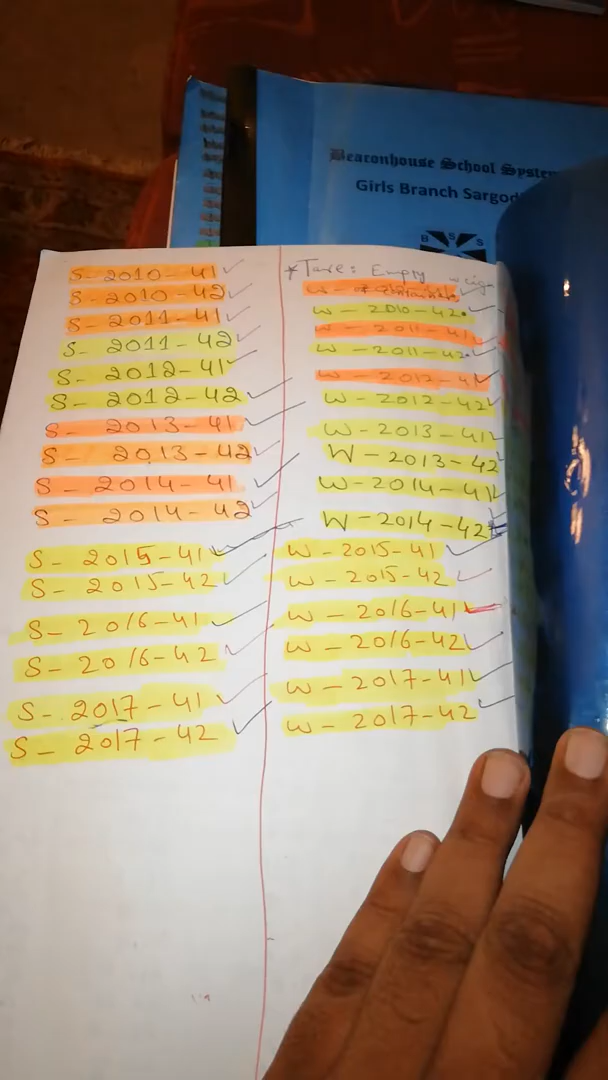 Beaconhouse School System
Girls Branch
B S S
S - 2010 - 41
S - 2010 - 42
S - 2011 - 41
S - 2011 - 42
S - 2012 - 41
S - 2012 - 42
S - 2013 - 41
S - 2013 - 42
S - 2014 - 41
S - 2014 - 42
S - 2015 - 41
S - 2015 - 42
S - 2016 - 41
S - 2016 - 42
S - 2017 - 41
S - 2017 - 42
*Tare: Empty
W - 2010 - 42
W - 2011 - 41
W - 2011 - 42
W - 2012 - 41
W - 2012 - 42
W - 2013 - 41
W - 2013 - 42
W - 2014 - 41
W - 2014 - 42
W - 2015 - 41
W - 2015 - 42
W - 2016 - 41
W - 2016 - 42
W - 2017 - 41
W - 2017 - 42